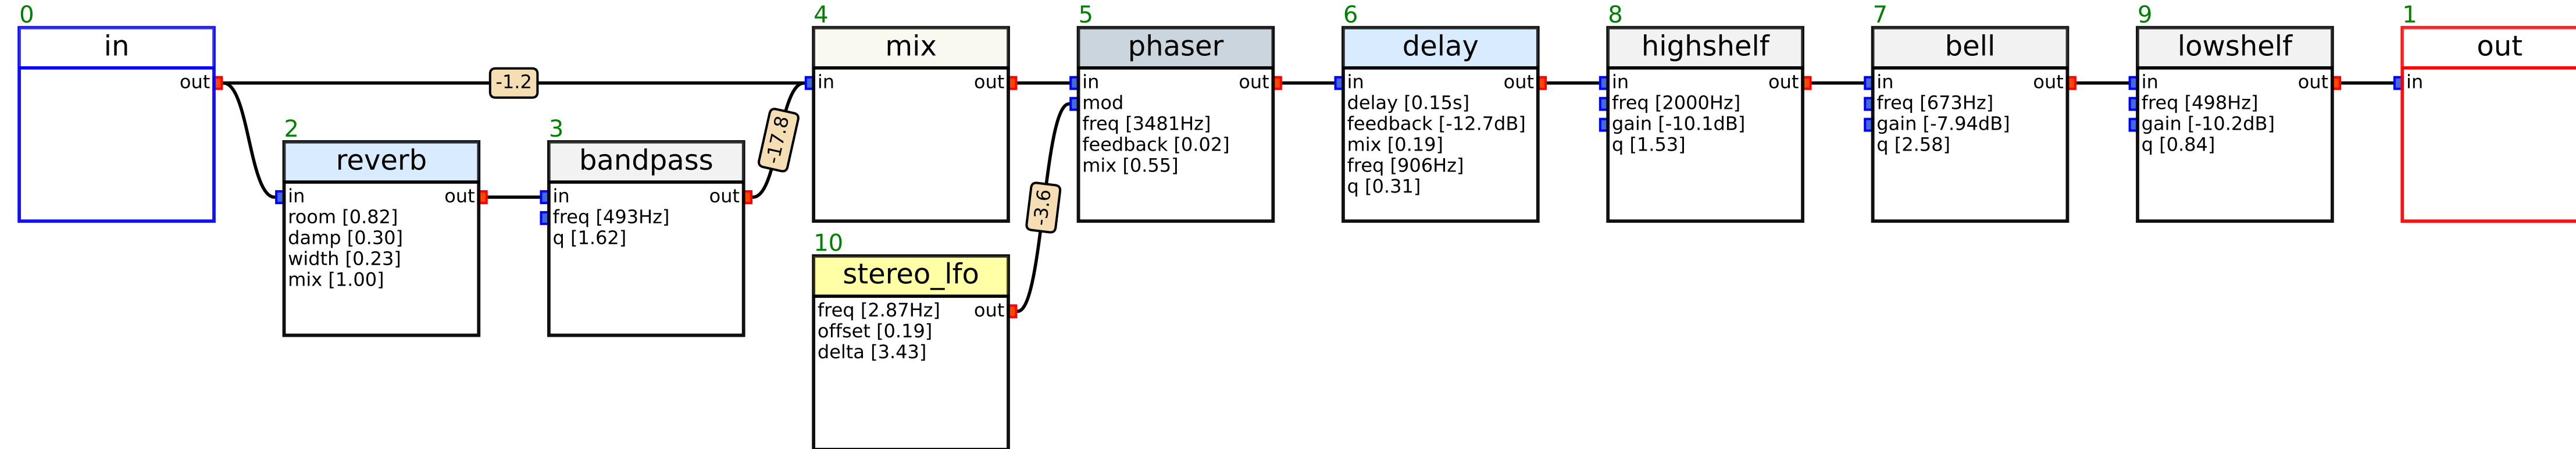 0
in
out
-1.2
2
reverb
in out
room [0.82]
damp [0.30]
width [0.23]
mix [1.00]
3
bandpass
in out
freq [493Hz]
q [1.62]
-17.8
4
mix
in out
10
stereo_lfo
freq [2.87Hz] out
offset [0.19]
delta [3.43]
-3.6
5
phaser
in out
mod
freq [3481Hz]
feedback [0.02]
mix [0.55]
6
delay
in out
delay [0.15s]
feedback [-12.7dB]
mix [0.19]
freq [906Hz]
q [0.31]
8
highshelf
in out
freq [2000Hz]
gain [-10.1dB]
q [1.53]
7
bell
in out
freq [673Hz]
gain [-7.94dB]
q [2.58]
9
lowshelf
in out
freq [498Hz]
gain [-10.2dB]
q [0.84]
1
out
in